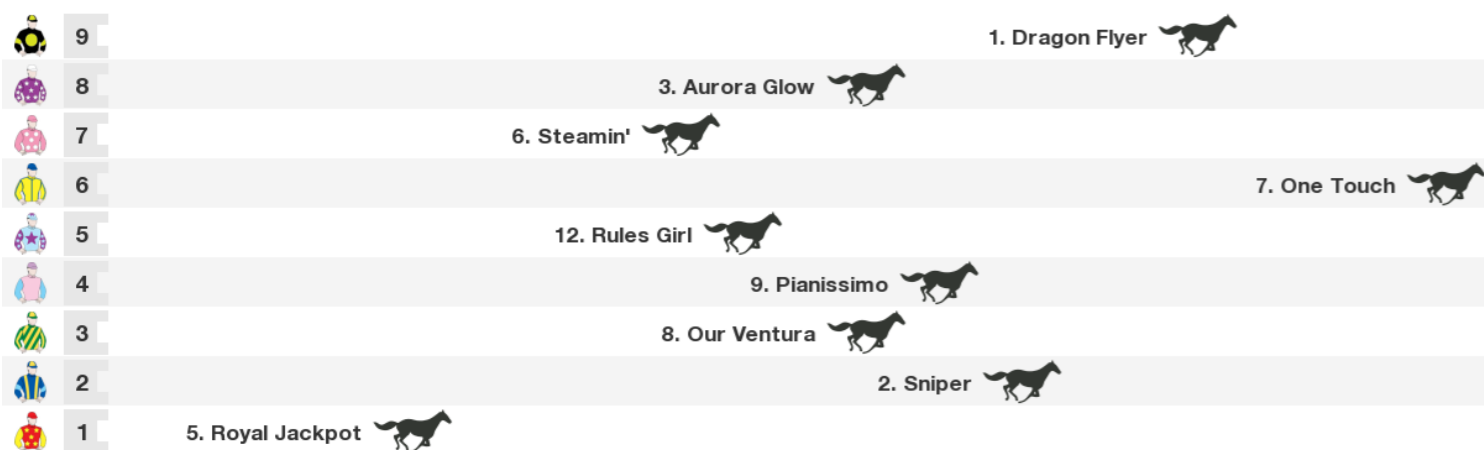 9 1. Dragon Flyer
8 3. Aurora Glow
7 6. Steamin'
6 7. One Touch
5 12. Rules Girl
4 9. Pianissimo
3 8. Our Ventura
2 2. Sniper
1 5. Royal Jackpot